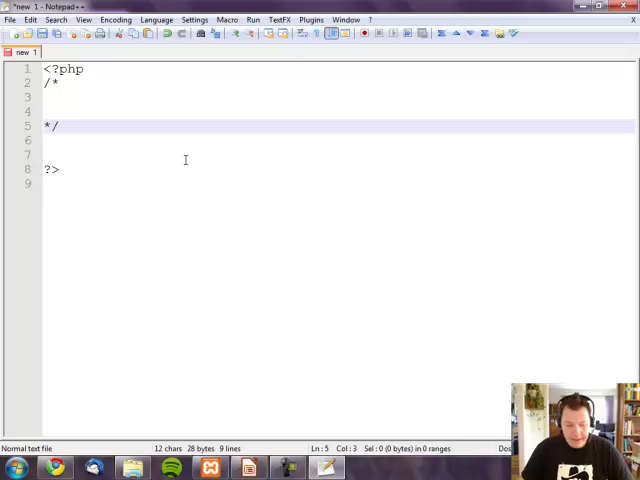 *new 1 - Notepad++
File Edit Search View Encoding Language Settings Macro Run TextFX Plugins Window ? X
new 1
1 <?php
2 /*
3
4
5 */
6
7
8 ?>
9
Normal text file 12 chars 28 bytes 9 lines Ln : 5 Col : 3 Sel : 0 (0 bytes) in 0 ranges Dos